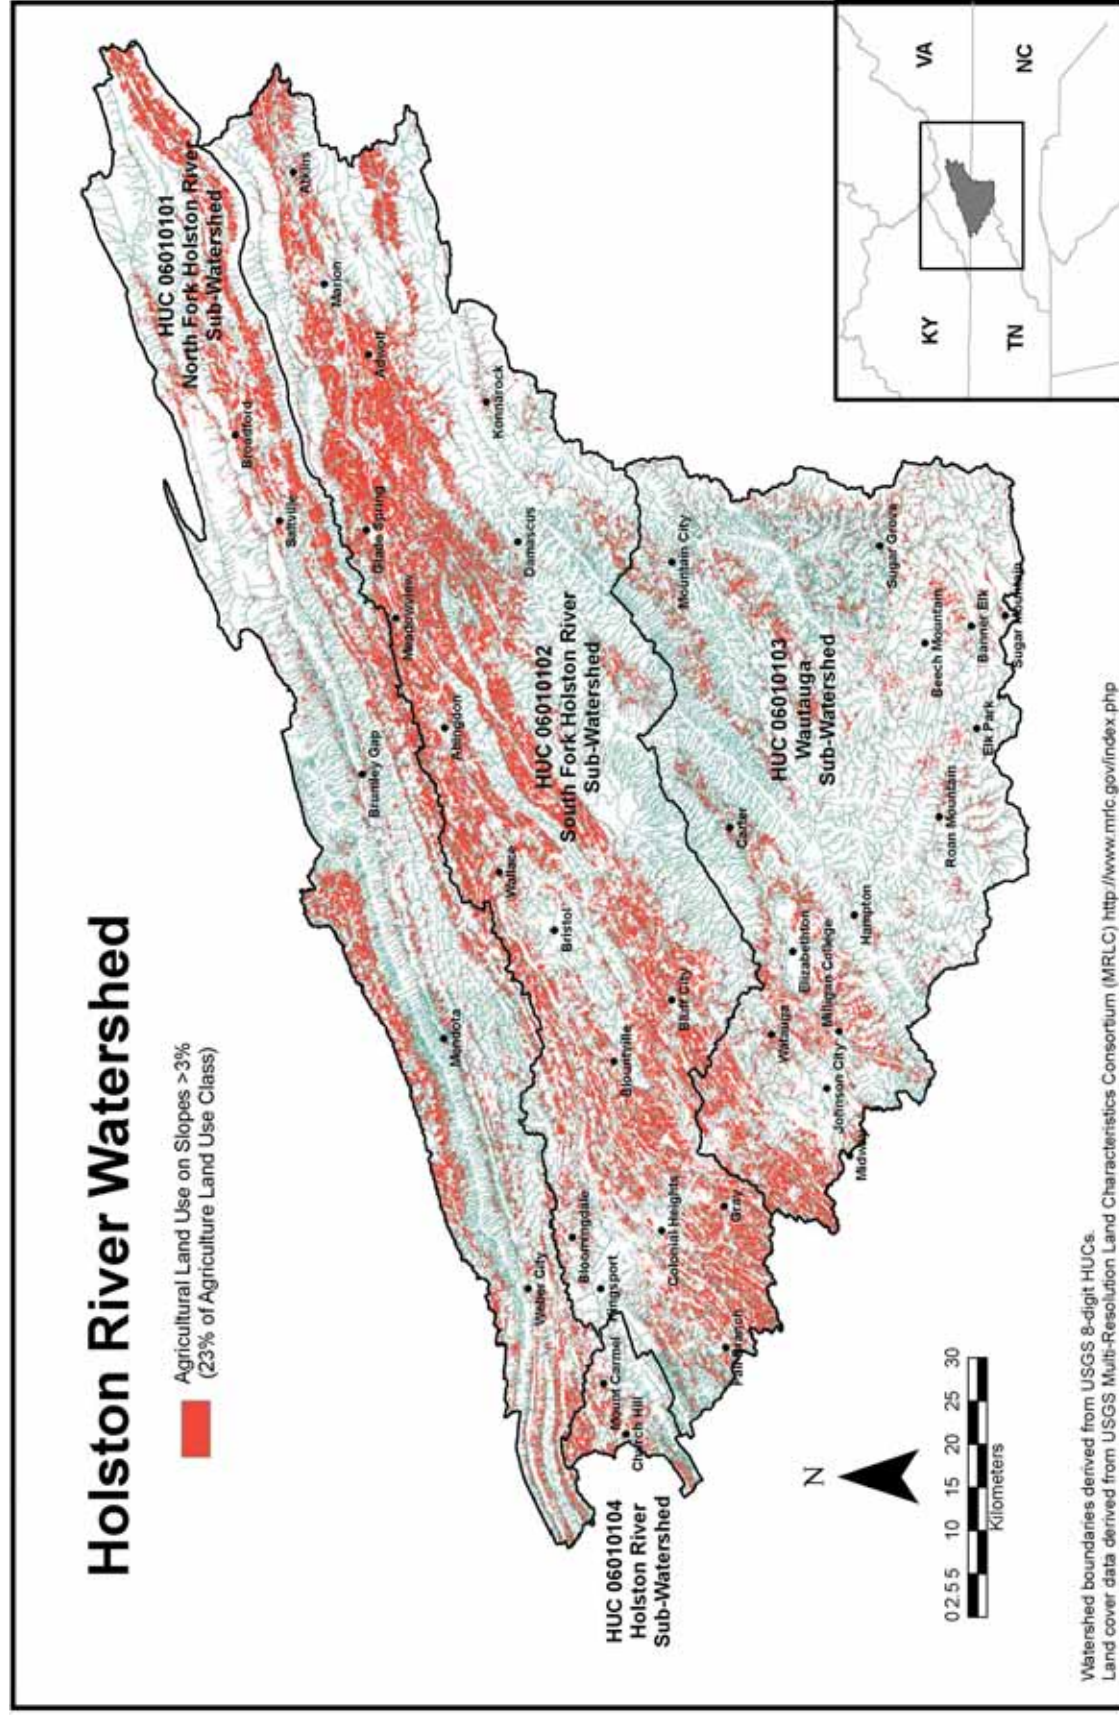 Holston River Watershed
Agricultural Land Use on Slopes >3%
(23% of Agriculture Land Use Class)
HUC 06010101
North Fork Holston River
Sub-Watershed
Atkins
Marion
Adwolf
Broadford
Saltville
Konnarock
Glade Spring
Meadowview
Damascus
Abingdon
Brumley Gap
HUC 06010102
South Fork Holston River
Sub-Watershed
Mountain City
Sugar Grove
HUC 06010103
Wautauga
Sub-Watershed
Beech Mountain
Banner Elk
Sugar Mountain
Elk Park
Roan Mountain
Carter
Wallace
Bristol
Hampton
Elizabethton
Milligan College
Watauga
Bluff City
Blountville
Mendota
Johnson City
Gray
Colonial Heights
Bloomingdale
Kingsport
Weber City
Mount Carmel
Church Hill
HUC 06010104
Holston River
Sub-Watershed
N
0 2.5 5 10 15 20 25 30
Kilometers
KY
VA
TN
NC
Watershed boundaries derived from USGS 8-digit HUCs.
Land cover data derived from USGS Multi-Resolution Land Characteristics Consortium (MRLC) http://www.mrlc.gov/index.php